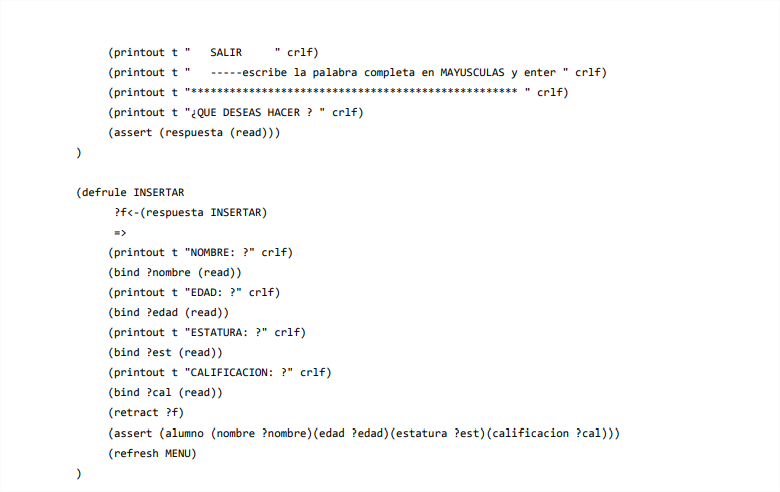 (printout t "   SALIR     " crlf)
(printout t "   -----escribe la palabra completa en MAYUSCULAS y enter " crlf)
(printout t "*************************************************** " crlf)
(printout t "¿QUE DESEAS HACER ? " crlf)
(assert (respuesta (read)))
)
(defrule INSERTAR
?f<-(respuesta INSERTAR)
=>
(printout t "NOMBRE: ?" crlf)
(bind ?nombre (read))
(printout t "EDAD: ?" crlf)
(bind ?edad (read))
(printout t "ESTATURA: ?" crlf)
(bind ?est (read))
(printout t "CALIFICACION: ?" crlf)
(bind ?cal (read))
(retract ?f)
(assert (alumno (nombre ?nombre)(edad ?edad)(estatura ?est)(calificacion ?cal)))
(refresh MENU)
)